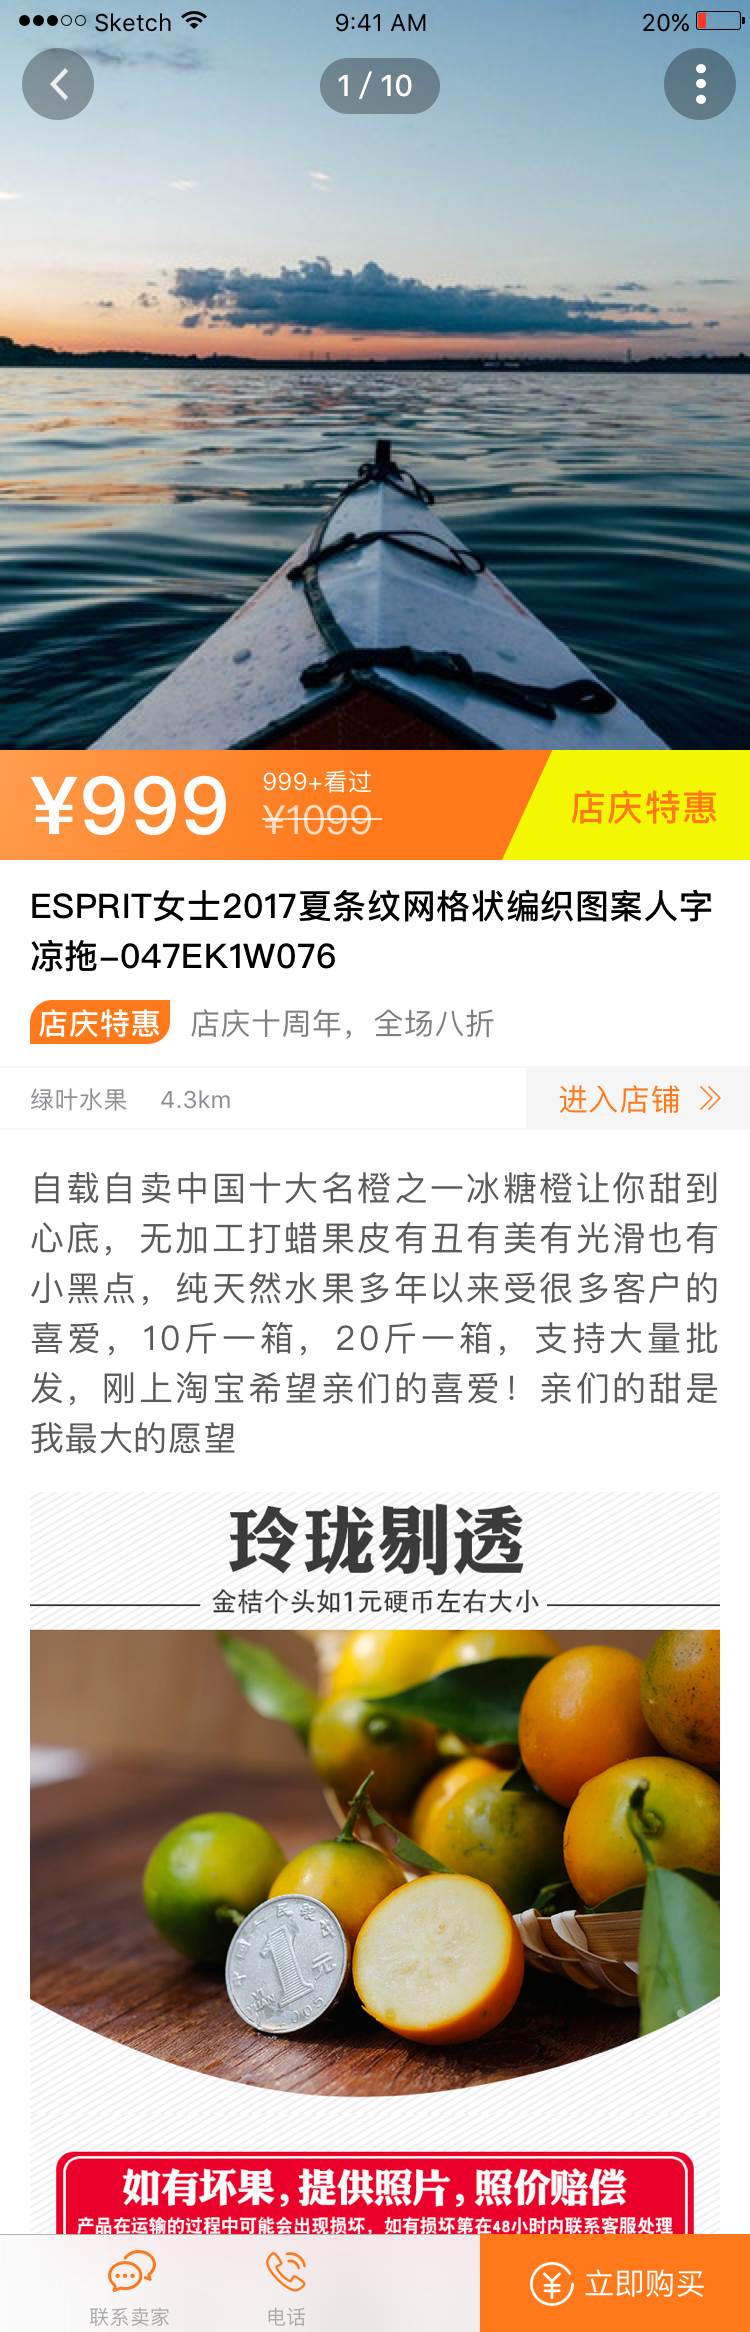 Sketch 9:41 AM 20%
1 / 10
¥999
999+看过
¥1099
店庆特惠
ESPRIT女士2017夏条纹网格状编织图案人字
凉拖-047EK1W076
店庆特惠 店庆十周年，全场八折
绿叶水果 4.3km 进入店铺
自载自卖中国十大名橙之一冰糖橙让你甜到
心底，无加工打蜡果皮有丑有美有光滑也有
小黑点，纯天然水果多年以来受很多客户的
喜爱，10斤一箱，20斤一箱，支持大量批
发，刚上淘宝希望亲们的喜爱！亲们的甜是
我最大的愿望
玲珑剔透
金桔个头如1元硬币左右大小
1元
如有坏果，提供照片，照价赔偿
产品在运输的过程中可能会出现损坏，如有损坏第在48小时内联系客服处理
联系卖家 电话 立即购买